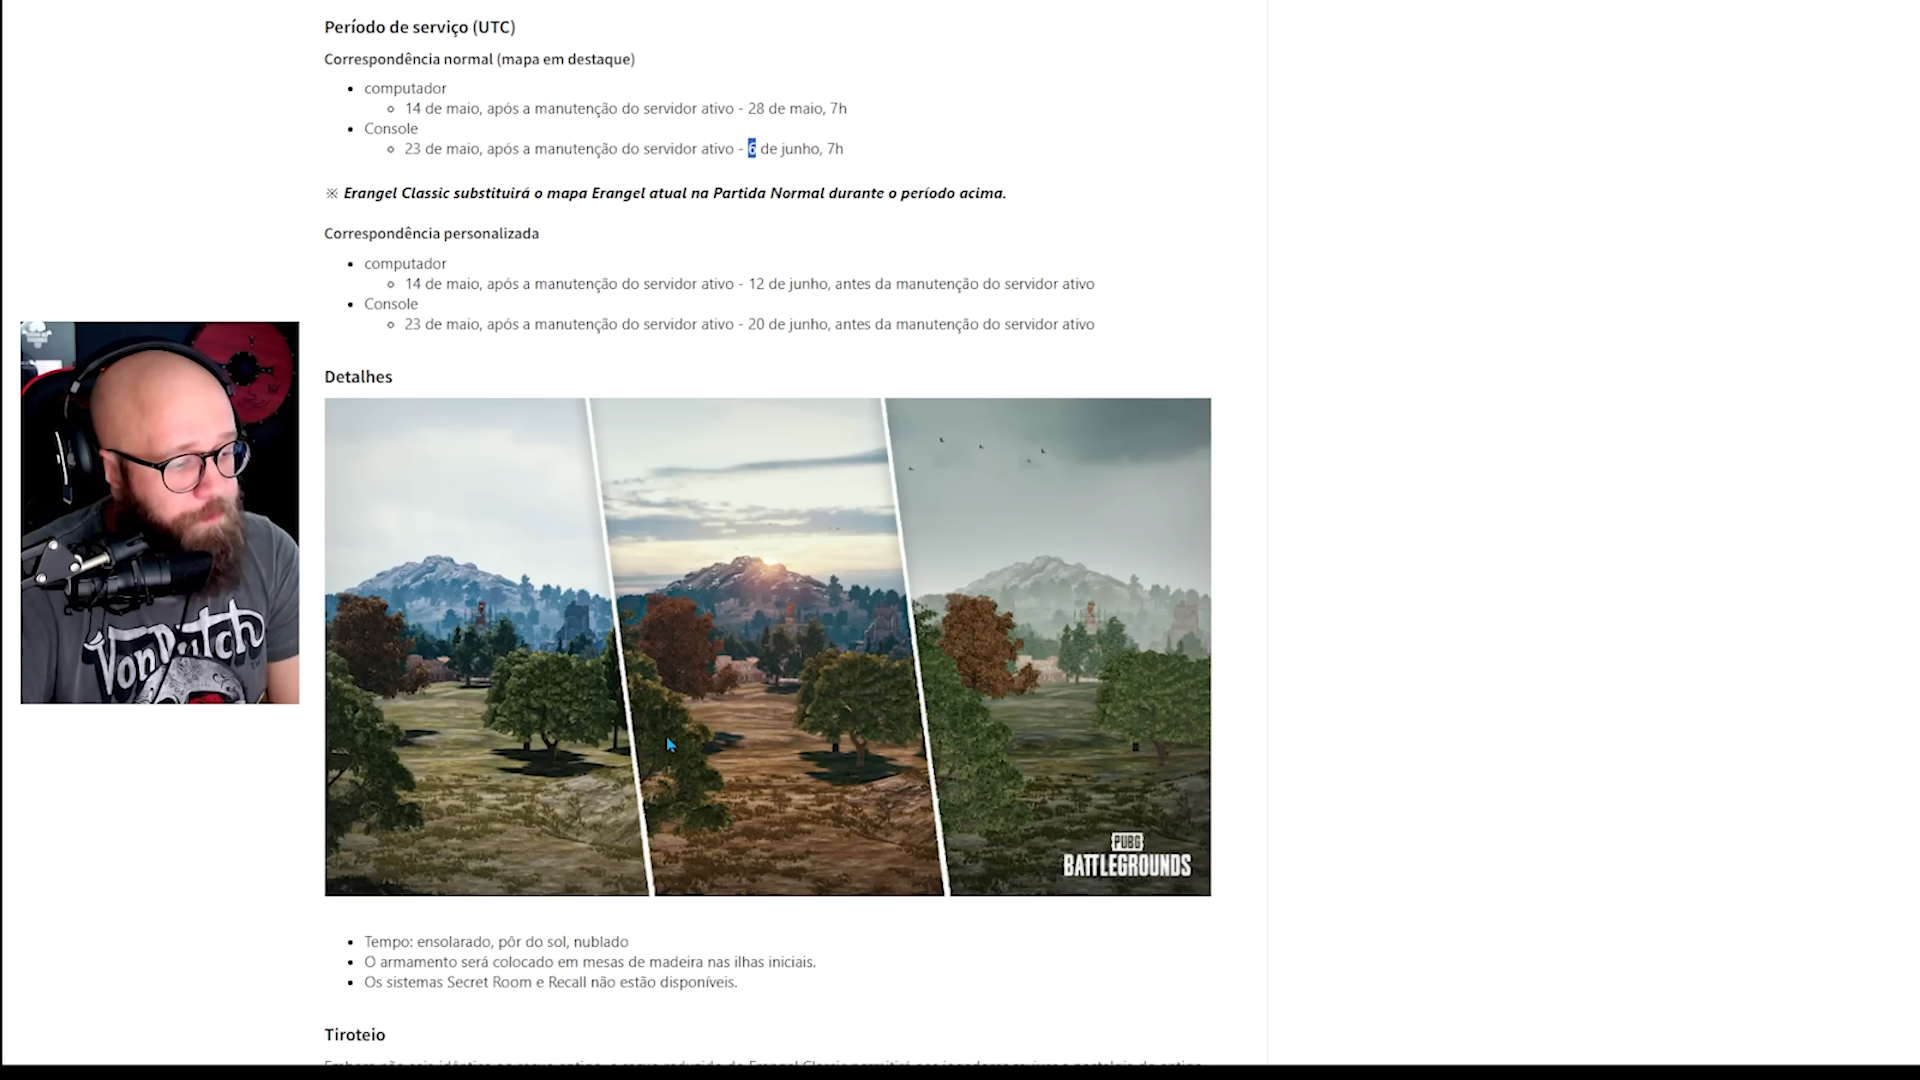 Período de serviço (UTC)
Correspondência normal (mapa em destaque)
computador
14 de maio, após a manutenção do servidor ativo - 28 de maio, 7h
Console
23 de maio, após a manutenção do servidor ativo - 6 de junho, 7h
※ Erangel Classic substituirá o mapa Erangel atual na Partida Normal durante o período acima.
Correspondência personalizada
computador
14 de maio, após a manutenção do servidor ativo - 12 de junho, antes da manutenção do servidor ativo
Console
23 de maio, após a manutenção do servidor ativo - 20 de junho, antes da manutenção do servidor ativo
Detalhes
Von Dutch
PUBG
BATTLEGROUNDS
Tempo: ensolarado, pôr do sol, nublado
O armamento será colocado em mesas de madeira nas ilhas iniciais.
Os sistemas Secret Room e Recall não estão disponíveis.
Tiroteio